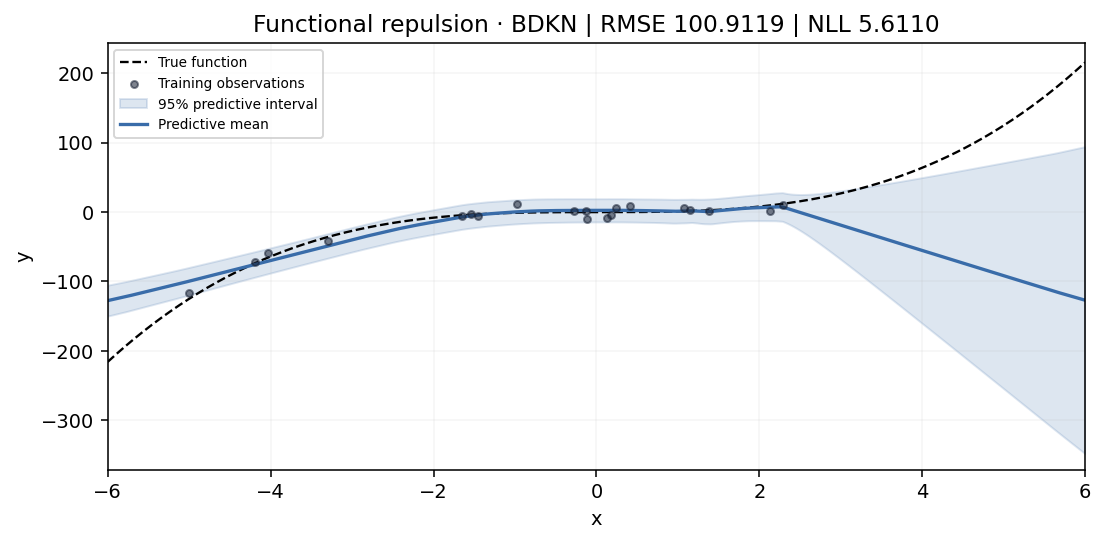 Functional repulsion · BDKN | RMSE 100.9119 | NLL 5.6110
True function
Training observations
95% predictive interval
Predictive mean
200
100
0
−100
−200
−300
y
−6
−4
−2
0
2
4
6
x